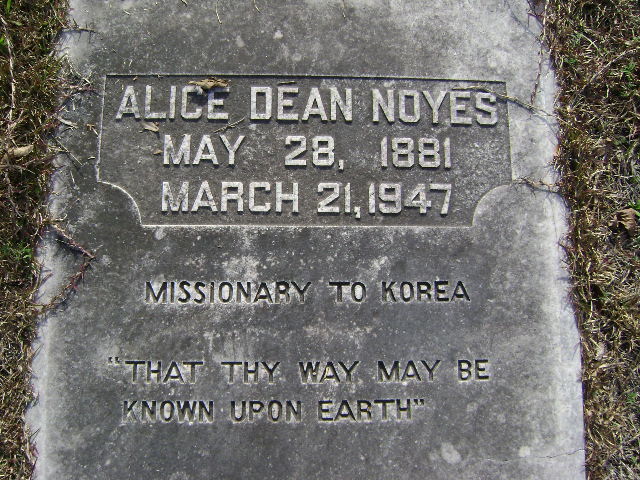 ALICE DEAN NOYES
MAY 28, 1881
MARCH 21, 1947
MISSIONARY TO KOREA
"THAT THY WAY MAY BE
KNOWN UPON EARTH"